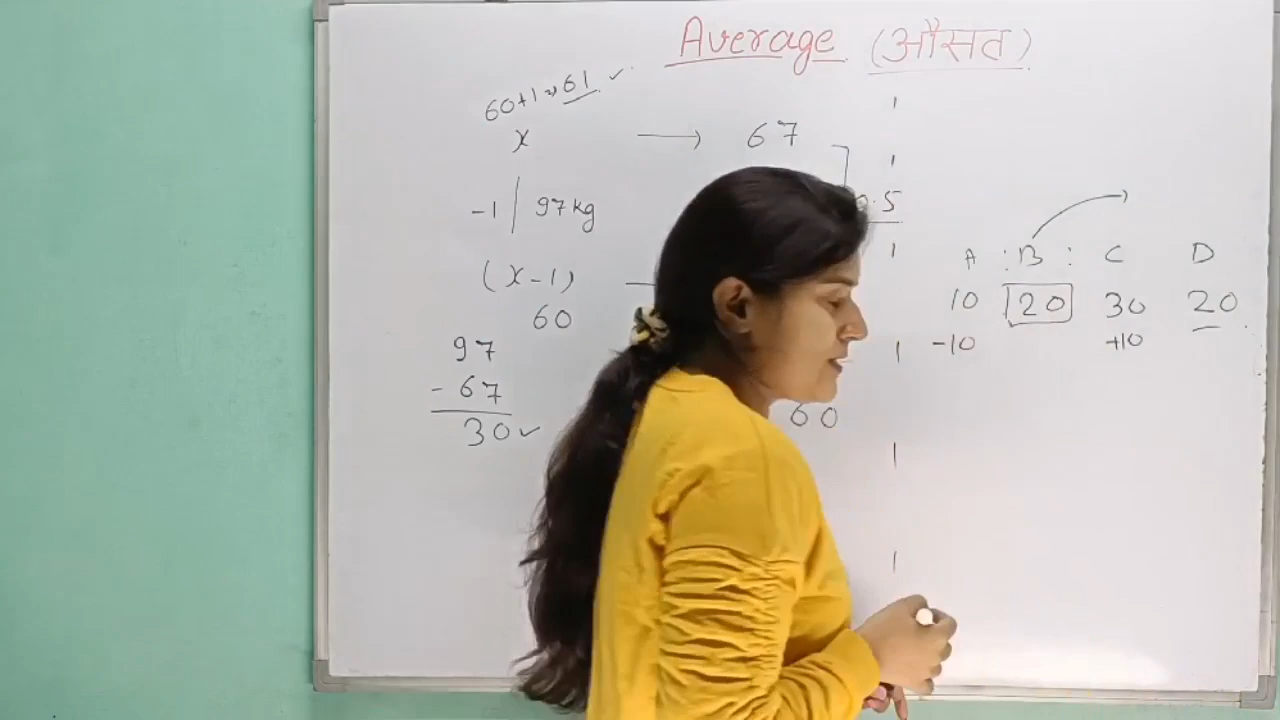 Average (औसत)
60+1⇒61 ✓
x → 67
-1 | 97kg
0.5
(x-1)
60
97
- 67
30 ✓
60
A : B : C D
10 20 30 20
-10 +10